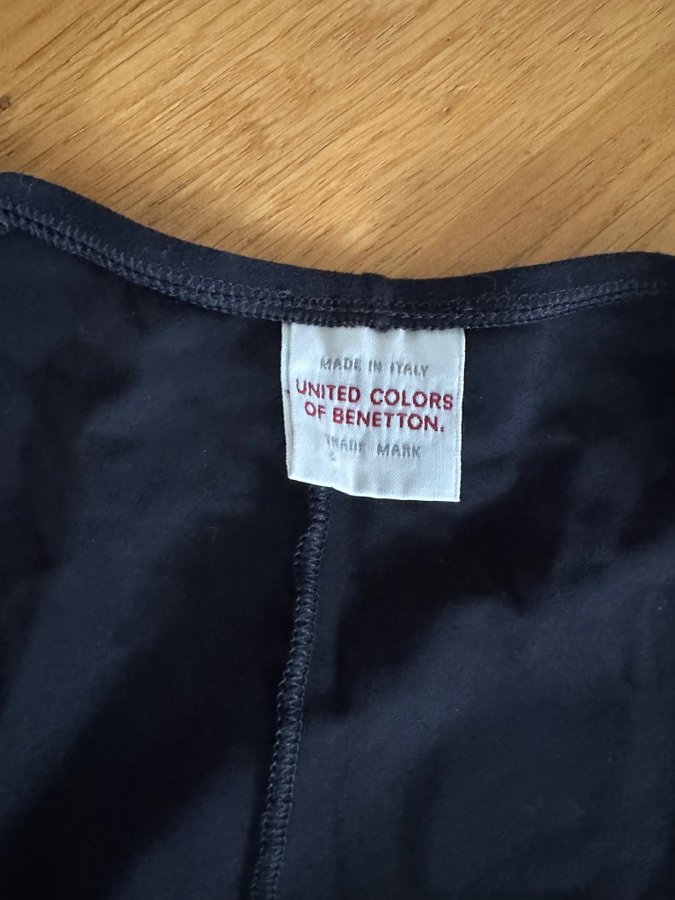 MADE IN ITALY
UNITED COLORS
OF BENETTON.
TRADE MARK